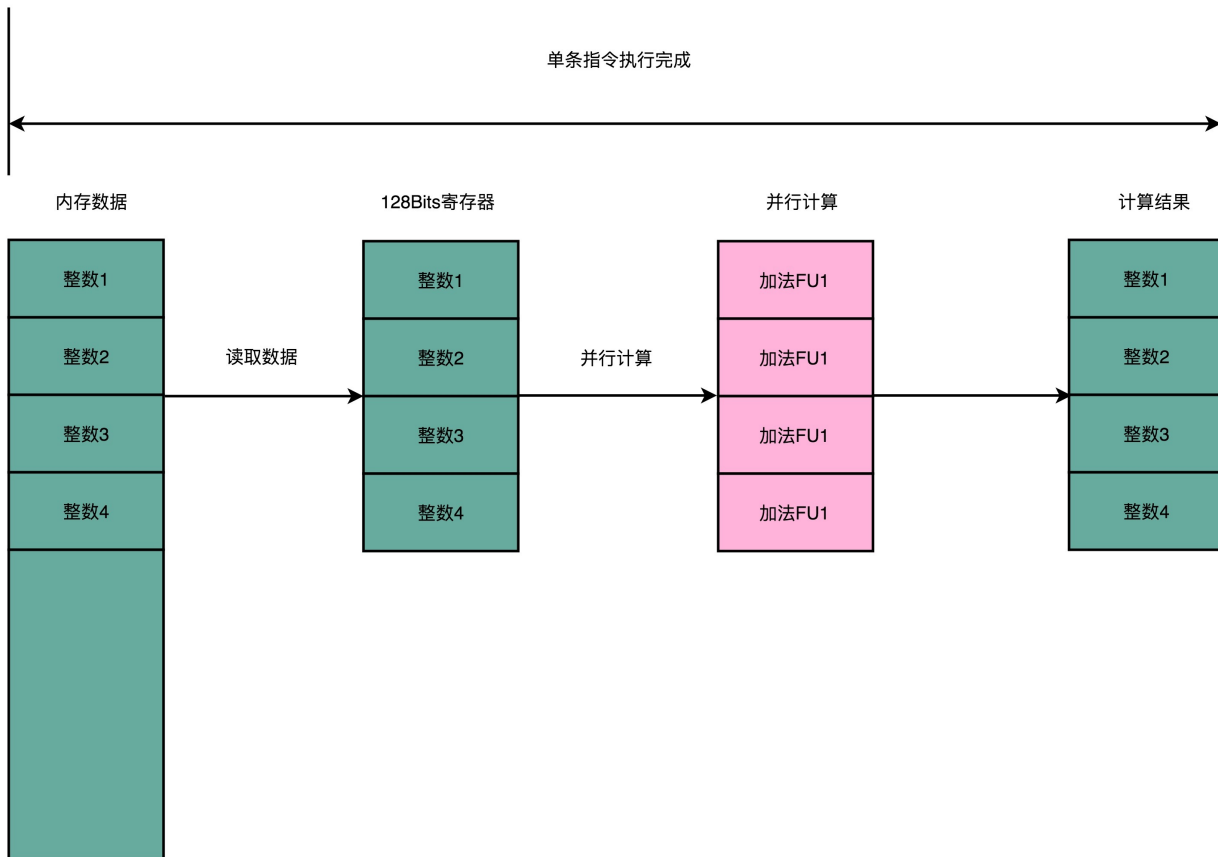 单条指令执行完成
内存数据
128Bits寄存器
并行计算
计算结果
整数1
整数1
加法FU1
整数1
整数2
读取数据
整数2
并行计算
加法FU1
整数2
整数3
整数3
加法FU1
整数3
整数4
整数4
加法FU1
整数4